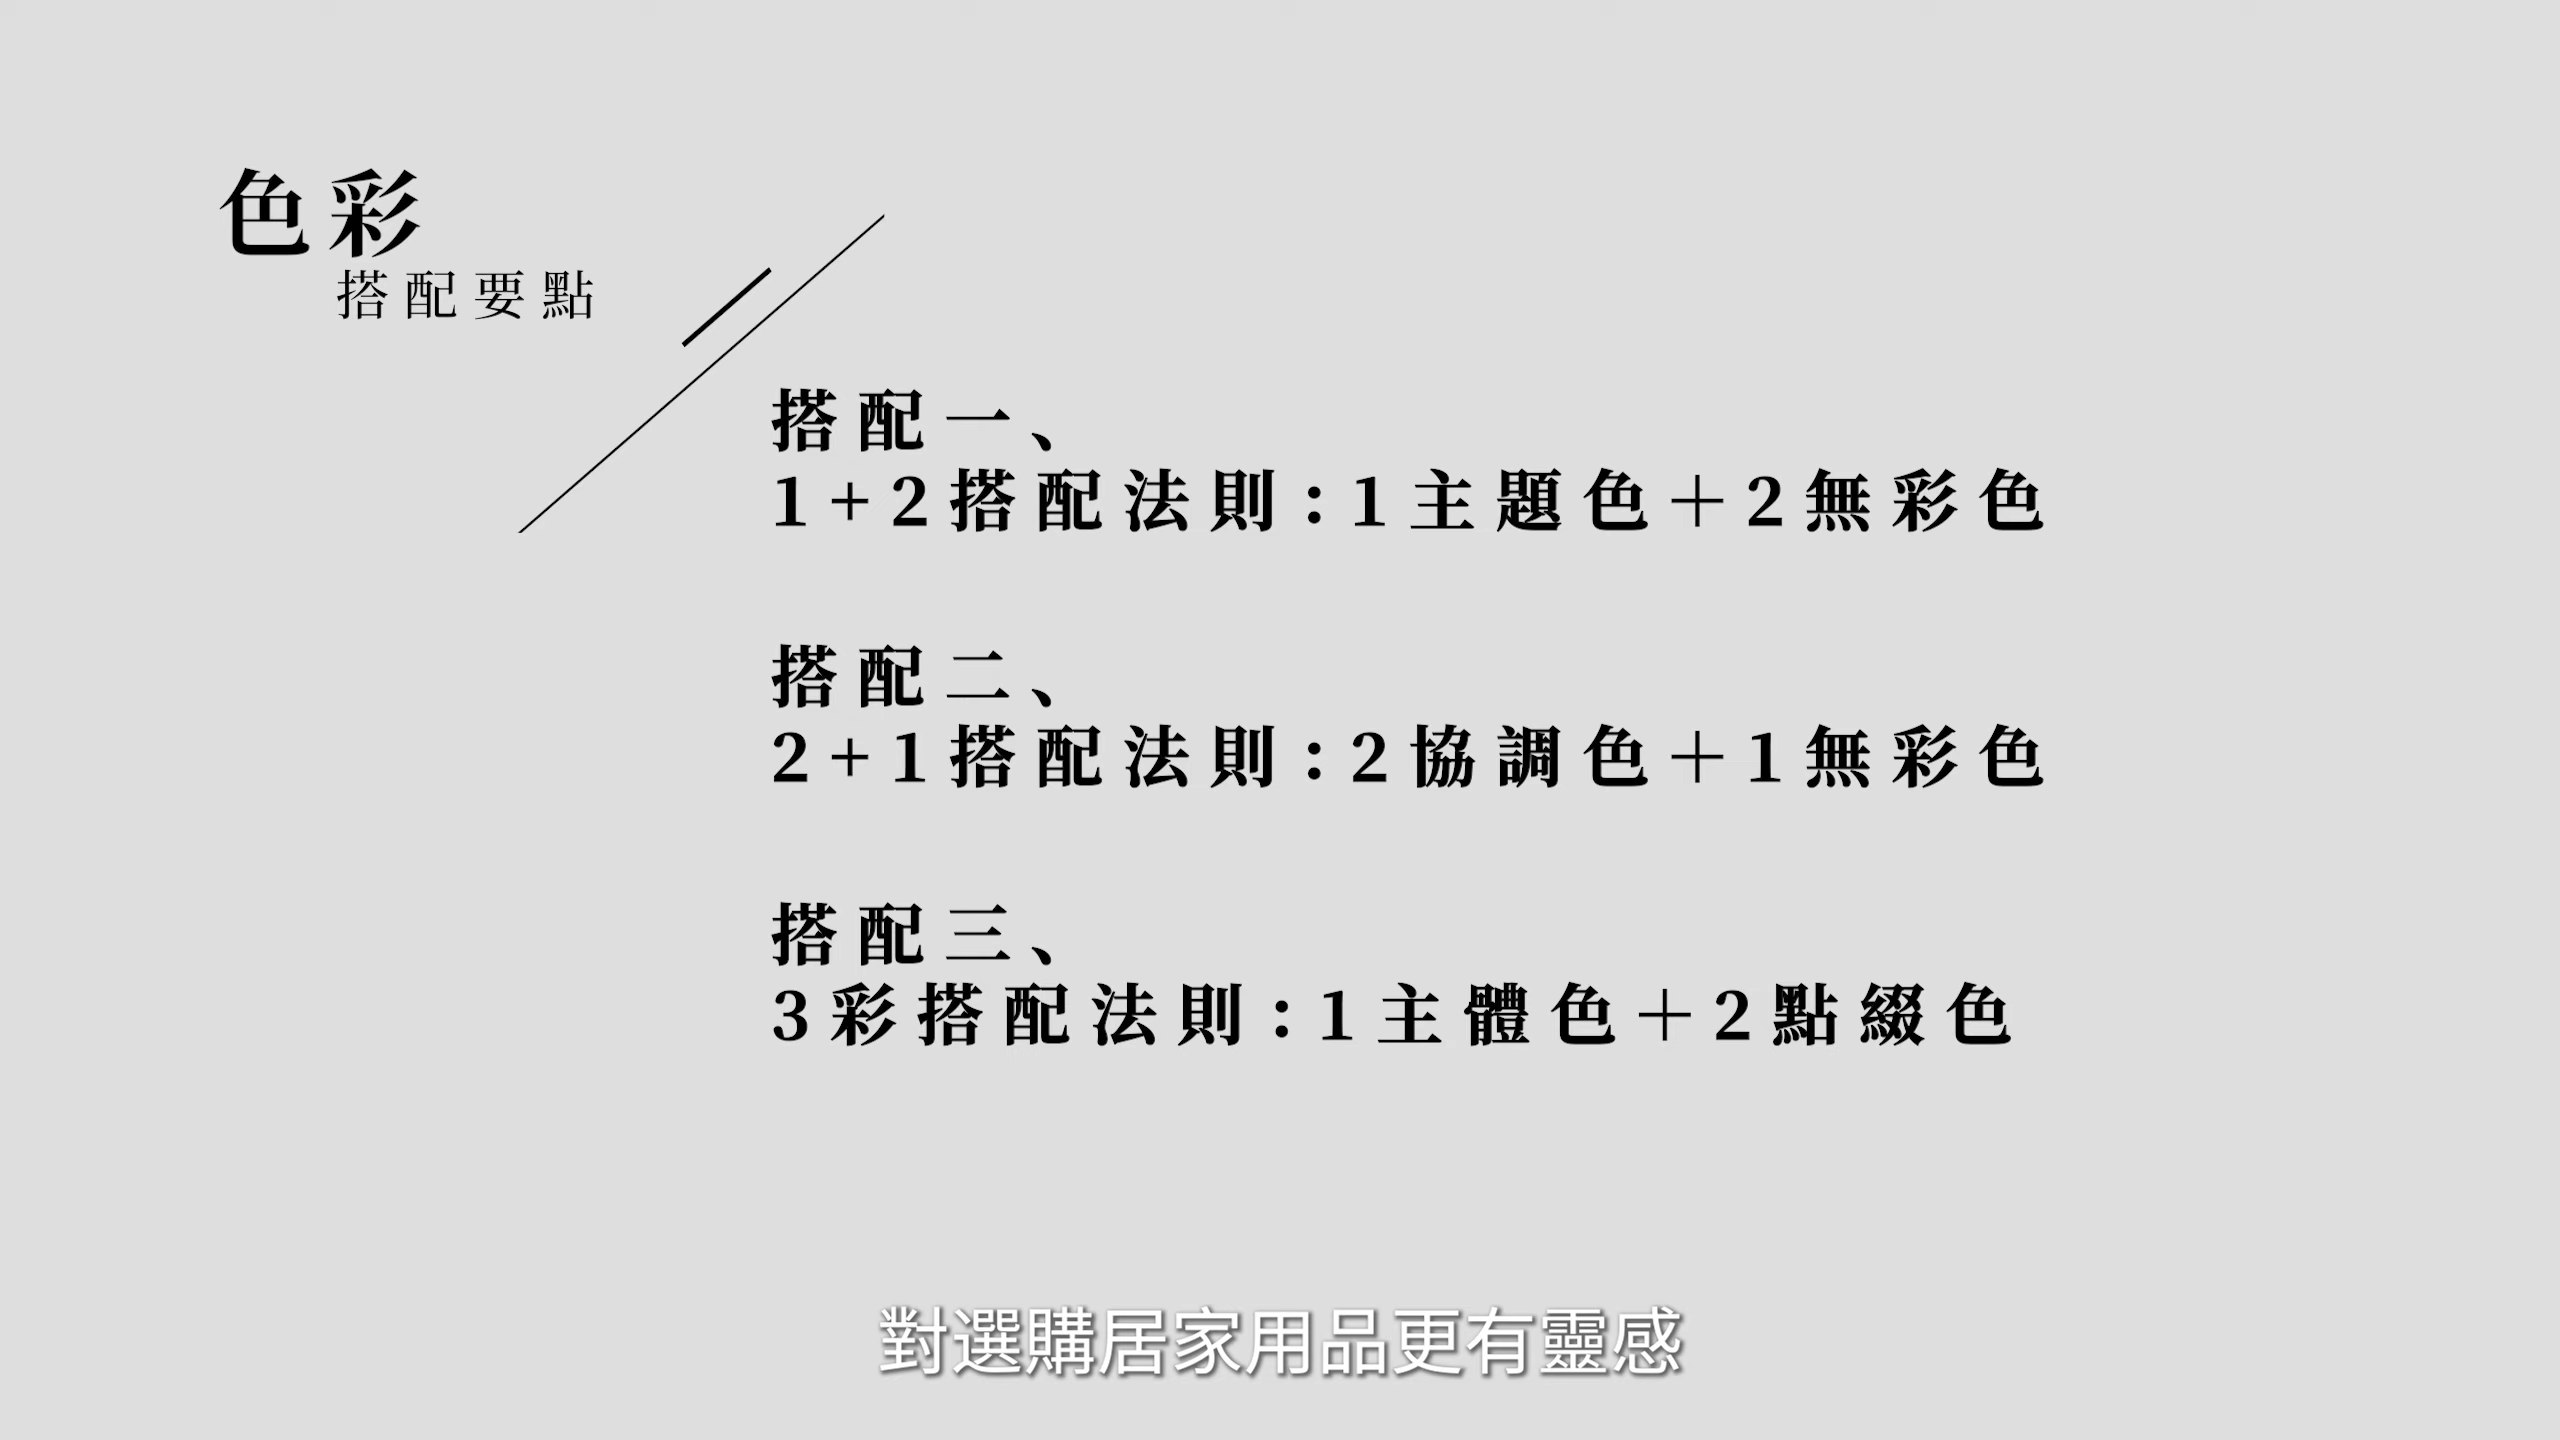 色彩
搭配要點
搭配一、
1+2搭配法則:1主題色＋2無彩色
搭配二、
2+1搭配法則:2協調色＋1無彩色
搭配三、
3彩搭配法則:1主體色＋2點綴色
對選購居家用品更有靈感